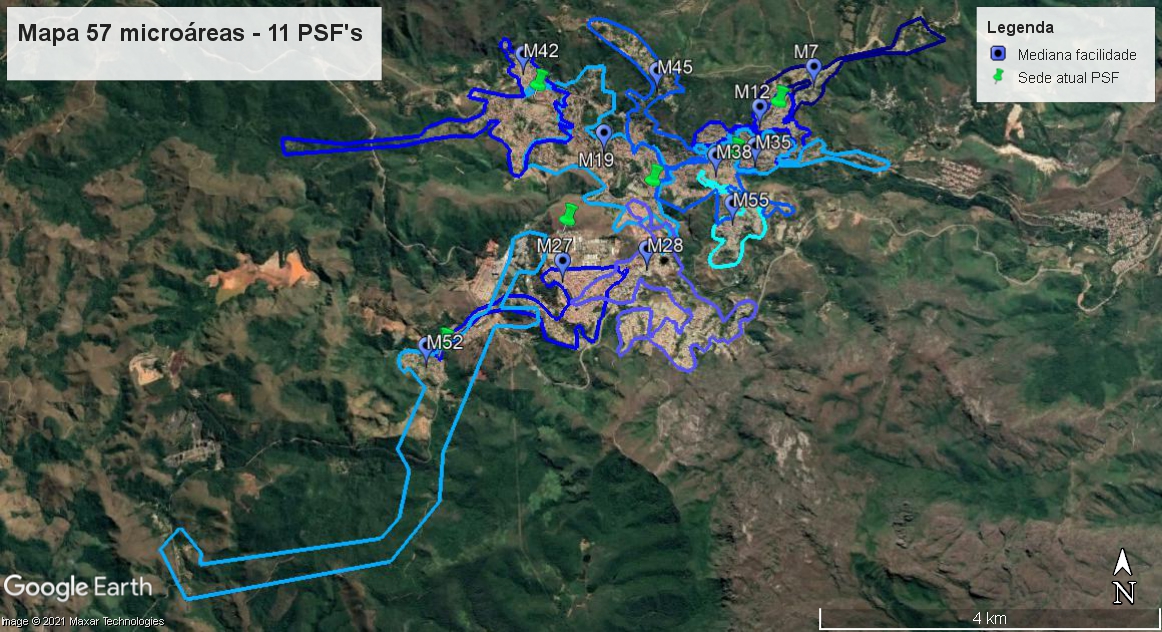 Mapa 57 microáreas - 11 PSF's
Legenda
Mediana facilidade
Sede atual PSF
M42
M45
M7
M12
M19
M38
M35
M55
M27
M28
M52
Google Earth
Image © 2021 Maxar Technologies
N
4 km